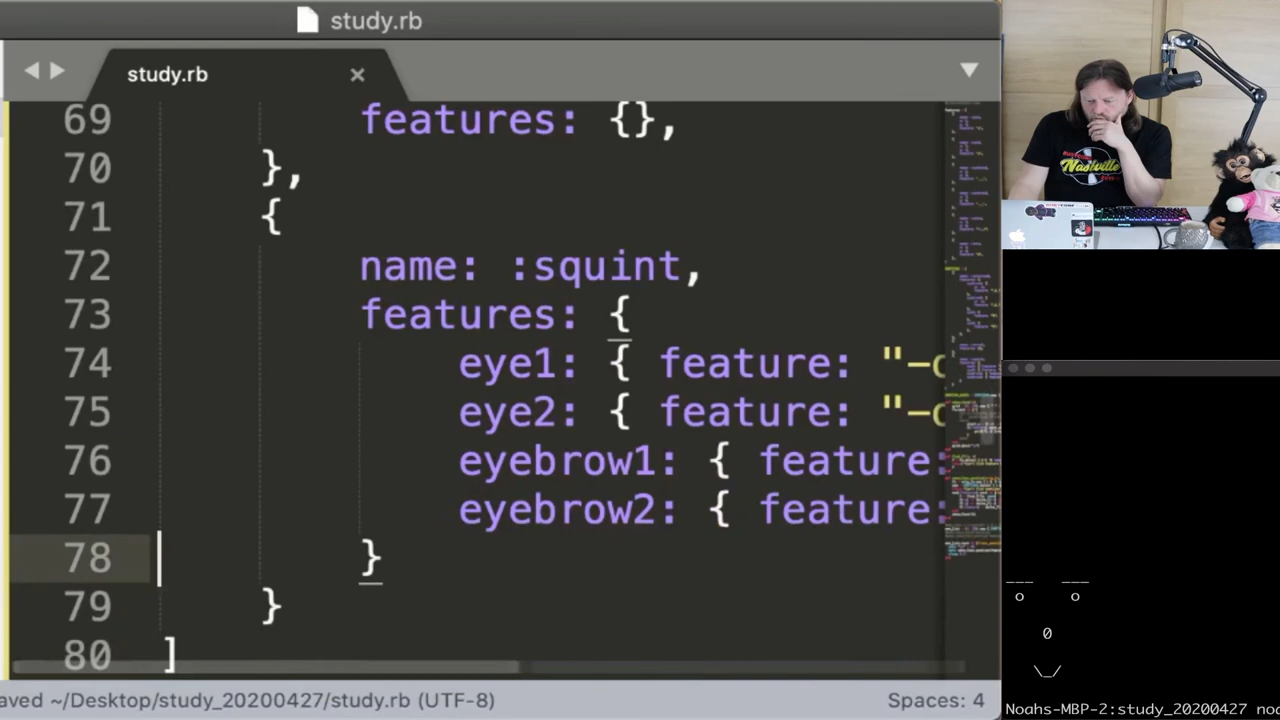 study.rb
study.rb ×
69 features: {},
70 },
71 {
72 name: :squint,
73 features: {
74 eye1: { feature: "-
75 eye2: { feature: "-
76 eyebrow1: { feature:
77 eyebrow2: { feature:
78 }
79 }
80 ]
aved ~/Desktop/study_20200427/study.rb (UTF-8) Spaces: 4
Nashville
___ ___
o o
0
\_/
Noahs-MBP-2:study_20200427 no